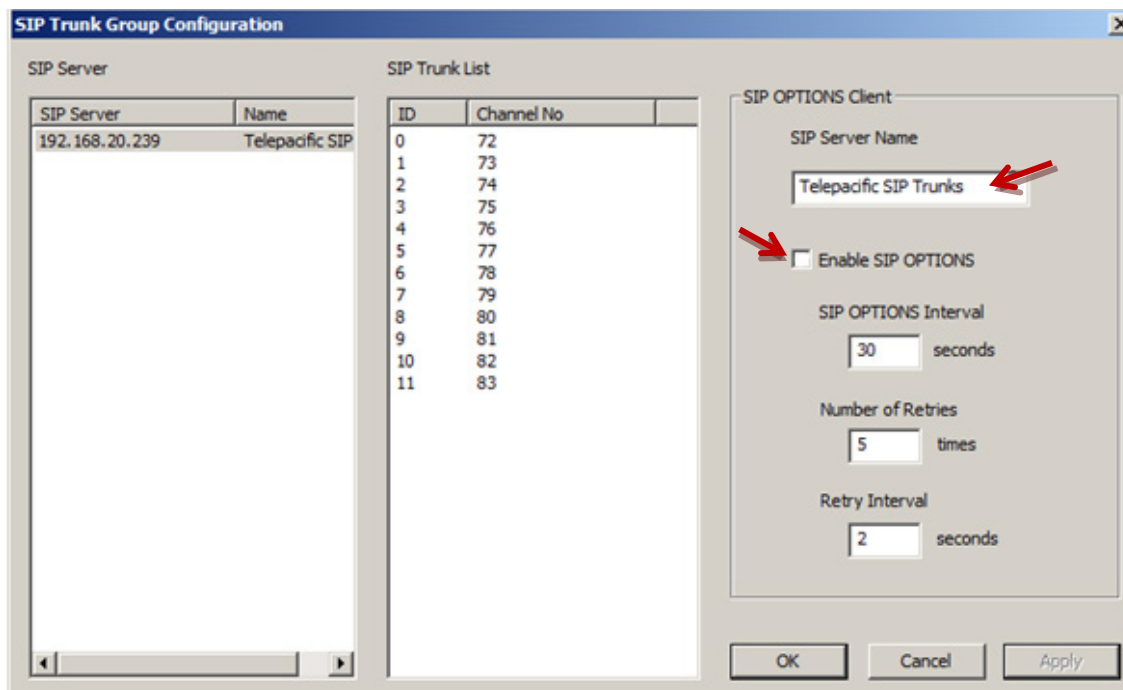 SIP Trunk Group Configuration
SIP Server
SIP Server Name
192.168.20.239 Telepacific SIP
SIP Trunk List
ID Channel No
0 72
1 73
2 74
3 75
4 76
5 77
6 78
7 79
8 80
9 81
10 82
11 83
SIP OPTIONS Client
SIP Server Name
Telepacific SIP Trunks
Enable SIP OPTIONS
SIP OPTIONS Interval
30 seconds
Number of Retries
5 times
Retry Interval
2 seconds
OK Cancel Apply